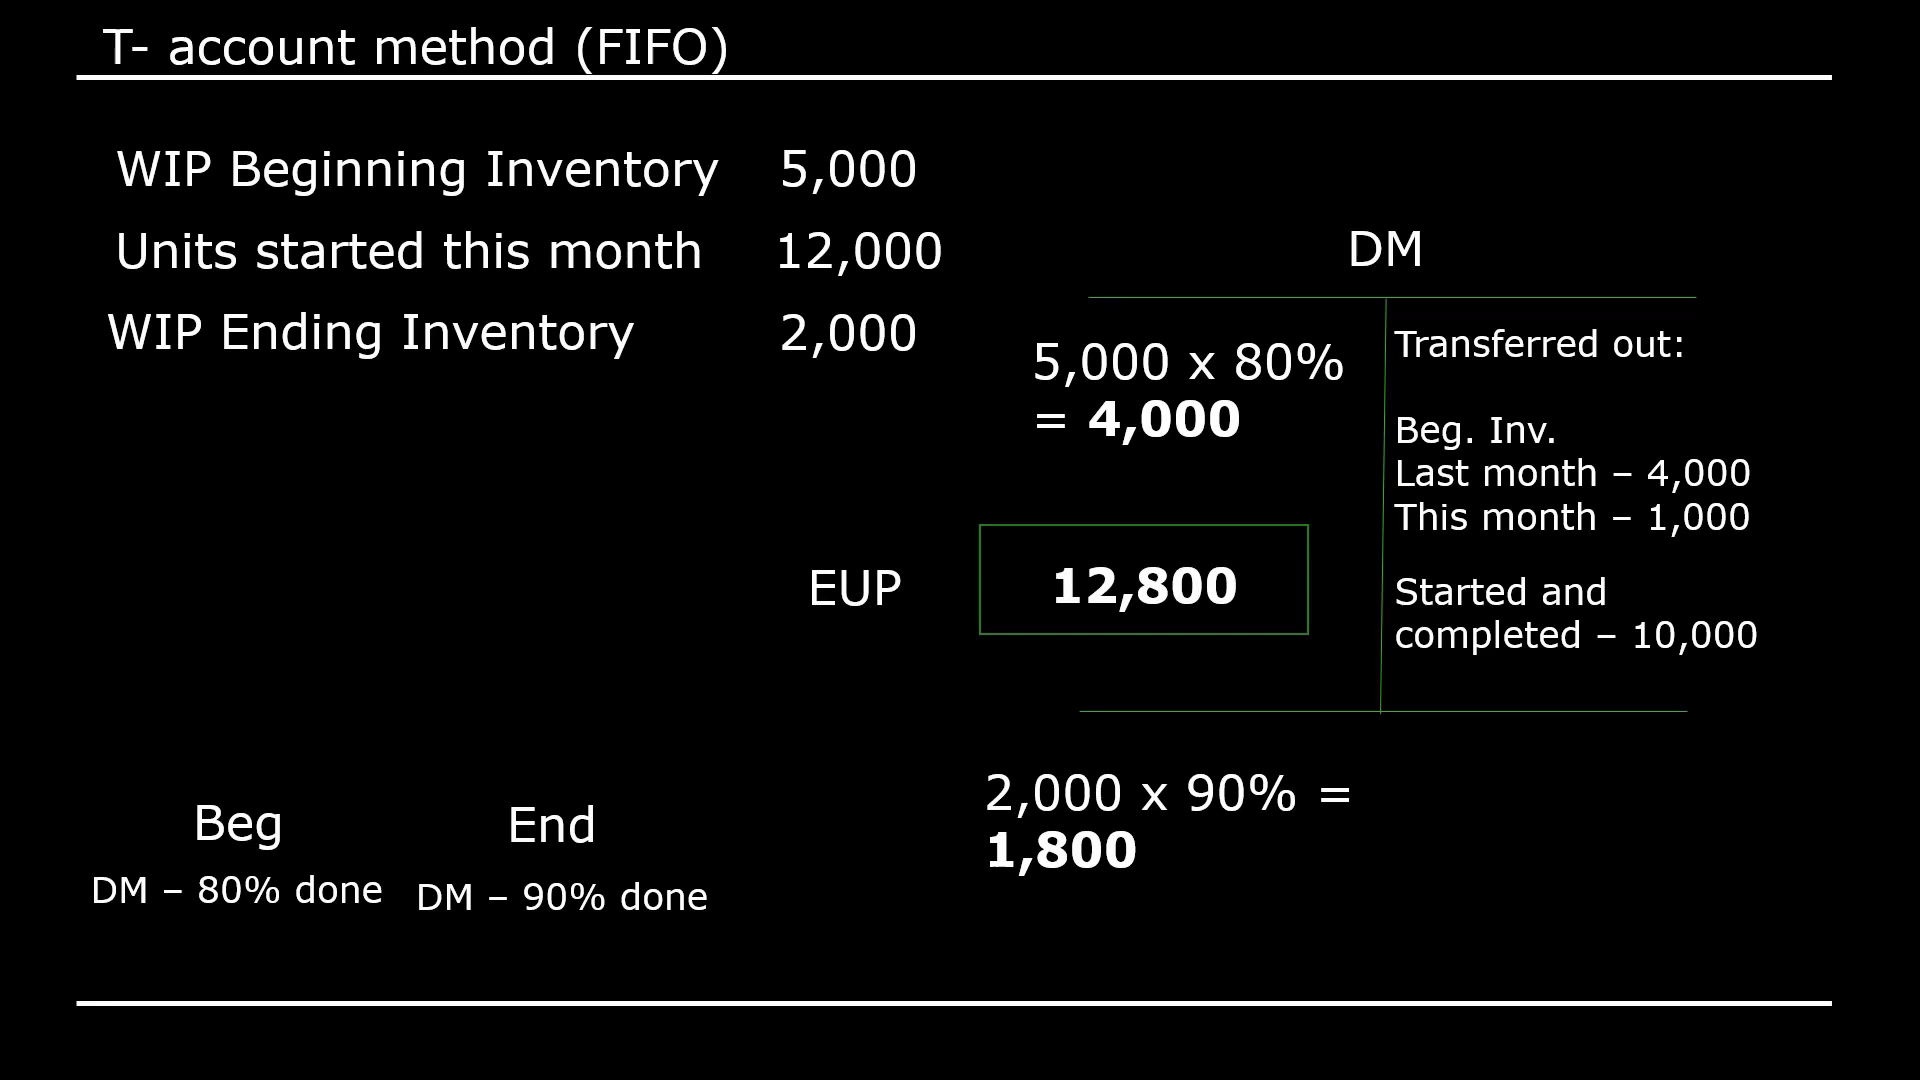 T- account method (FIFO)
WIP Beginning Inventory 5,000
Units started this month 12,000
WIP Ending Inventory 2,000
DM
5,000 x 80%
= 4,000
Transferred out:
Beg. Inv.
Last month – 4,000
This month – 1,000
Started and
completed – 10,000
EUP 12,800
2,000 x 90% =
1,800
Beg
DM – 80% done
End
DM – 90% done